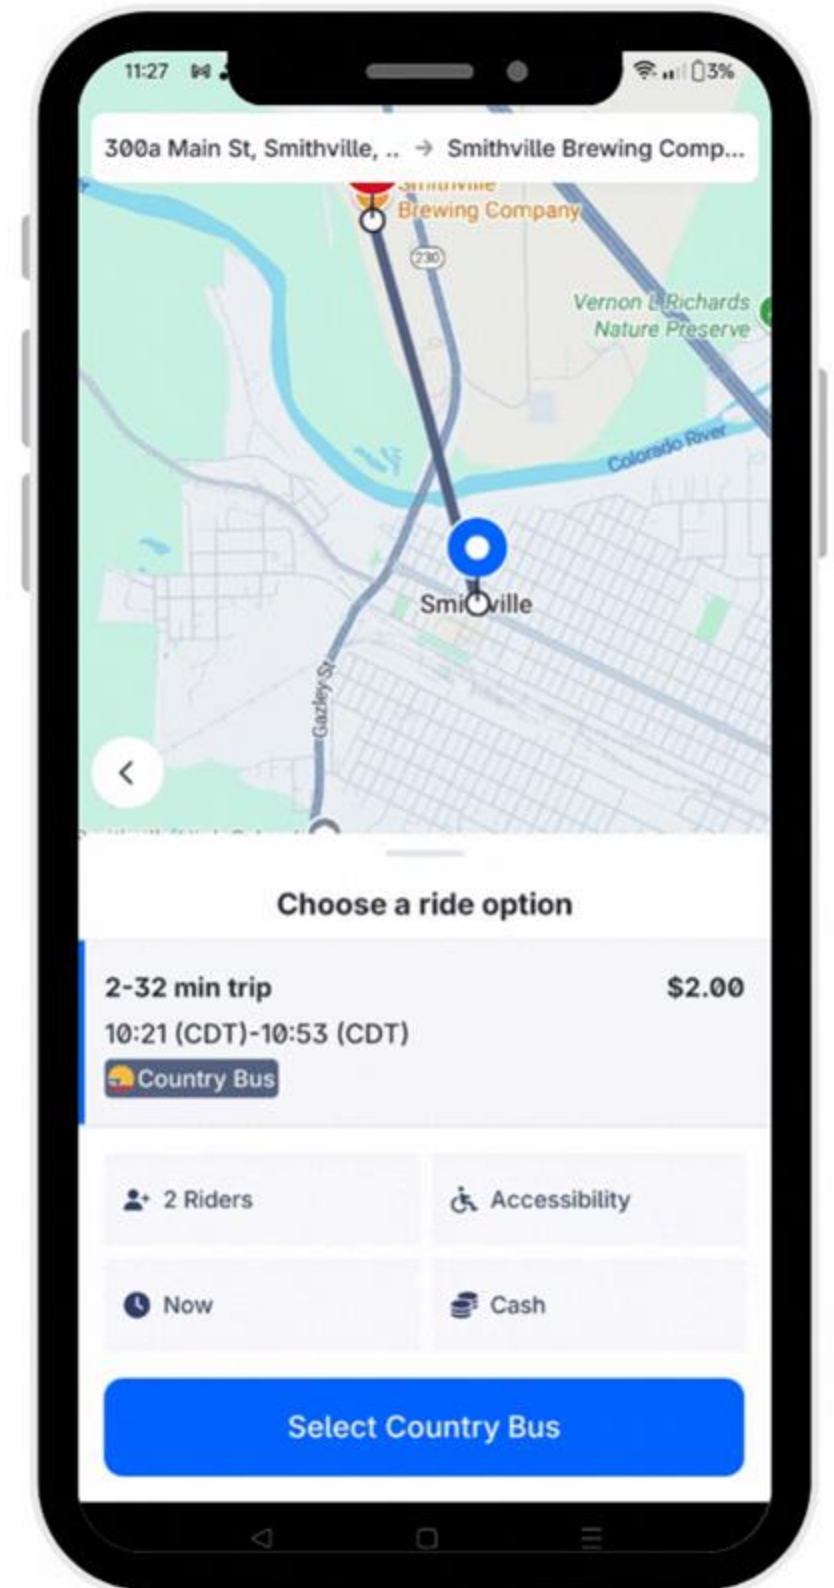 11:27
3%
300a Main St, Smithville, .. → Smithville Brewing Comp...
Smithville
Brewing Company
230
Vernon L Richards
Nature Preserve
Colorado River
Gazley St
Choose a ride option
2-32 min trip
$2.00
10:21 (CDT)-10:53 (CDT)
Country Bus
2 Riders
Accessibility
Now
Cash
Select Country Bus